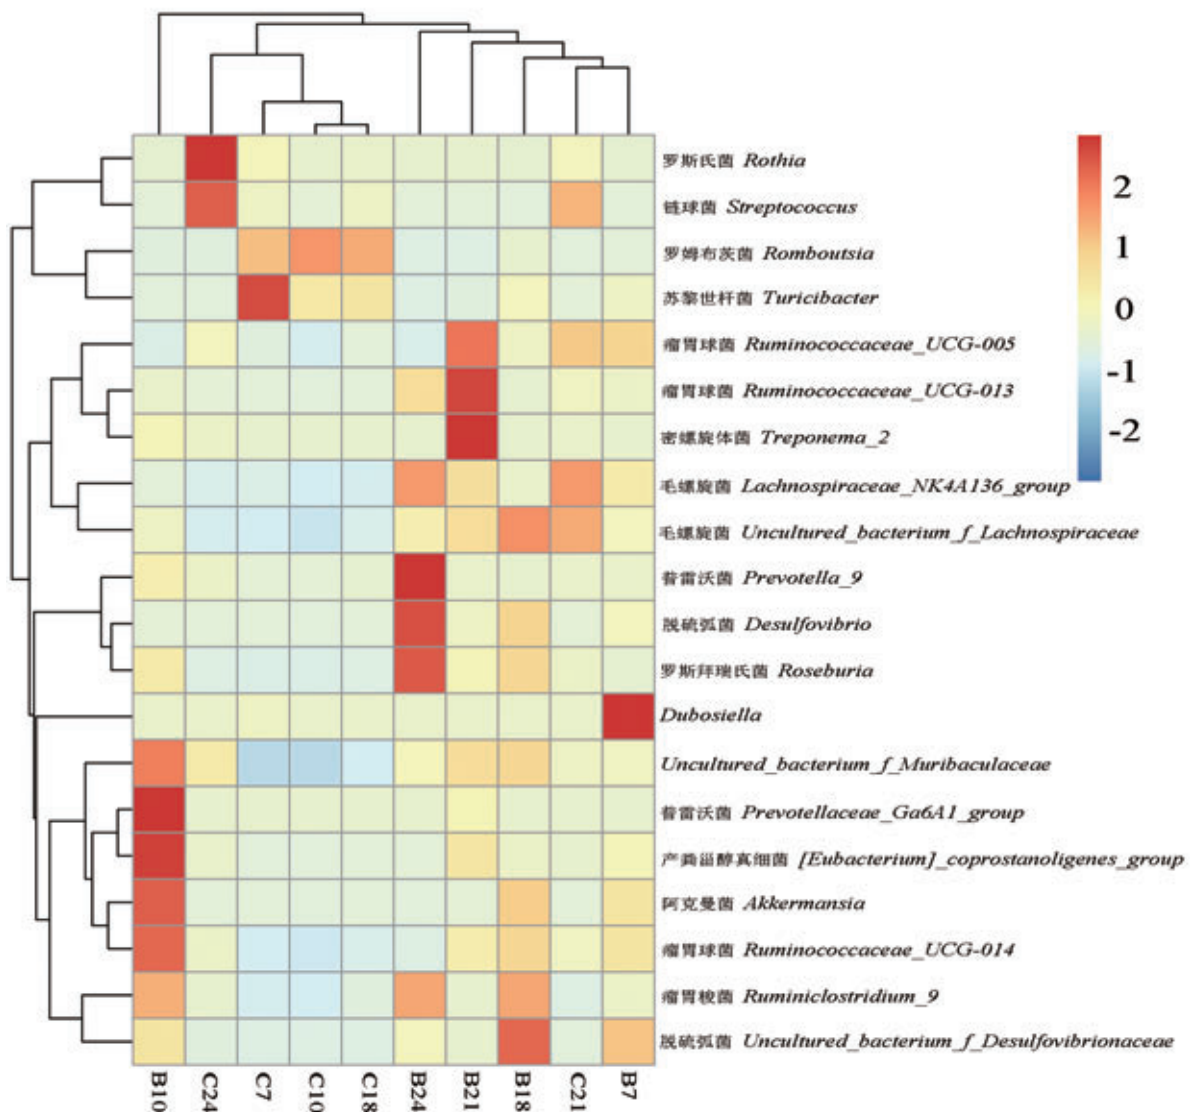 罗斯氏菌 Rothia
链球菌 Streptococcus
罗姆布茨菌 Romboutsia
苏黎世杆菌 Turicibacter
瘤胃球菌 Ruminococcaceae_UCG-005
瘤胃球菌 Ruminococcaceae_UCG-013
密螺旋体菌 Treponema_2
毛螺旋菌 Lachnospiraceae_NK4A136_group
毛螺旋菌 Uncultured_bacterium_f_Lachnospiraceae
普雷沃菌 Prevotella_9
脱硫弧菌 Desulfovibrio
罗斯拜瑞氏菌 Roseburia
Dubosiella
Uncultured_bacterium_f_Muribaculaceae
普雷沃菌 Prevotellaceae_Ga6A1_group
产粪甾醇真细菌 [Eubacterium]_coprostanoligenes_group
阿克曼菌 Akkermansia
瘤胃球菌 Ruminococcaceae_UCG-014
瘤胃梭菌 Ruminiclostridium_9
脱硫弧菌 Uncultured_bacterium_f_Desulfovibrionaceae
2
1
0
-1
-2
B10 C24 C7 C10 C18 B24 B21 B18 C21 B7